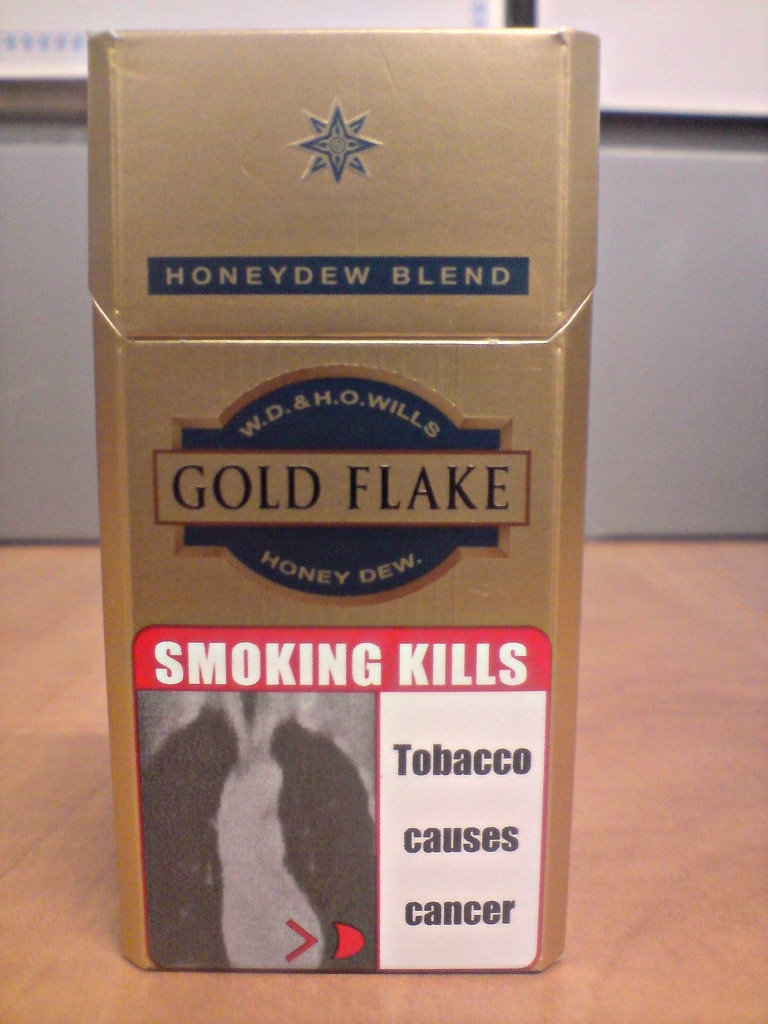 HONEYDEW BLEND
W.D. & H.O. WILLS
GOLD FLAKE
HONEY DEW.
SMOKING KILLS
Tobacco
causes
cancer